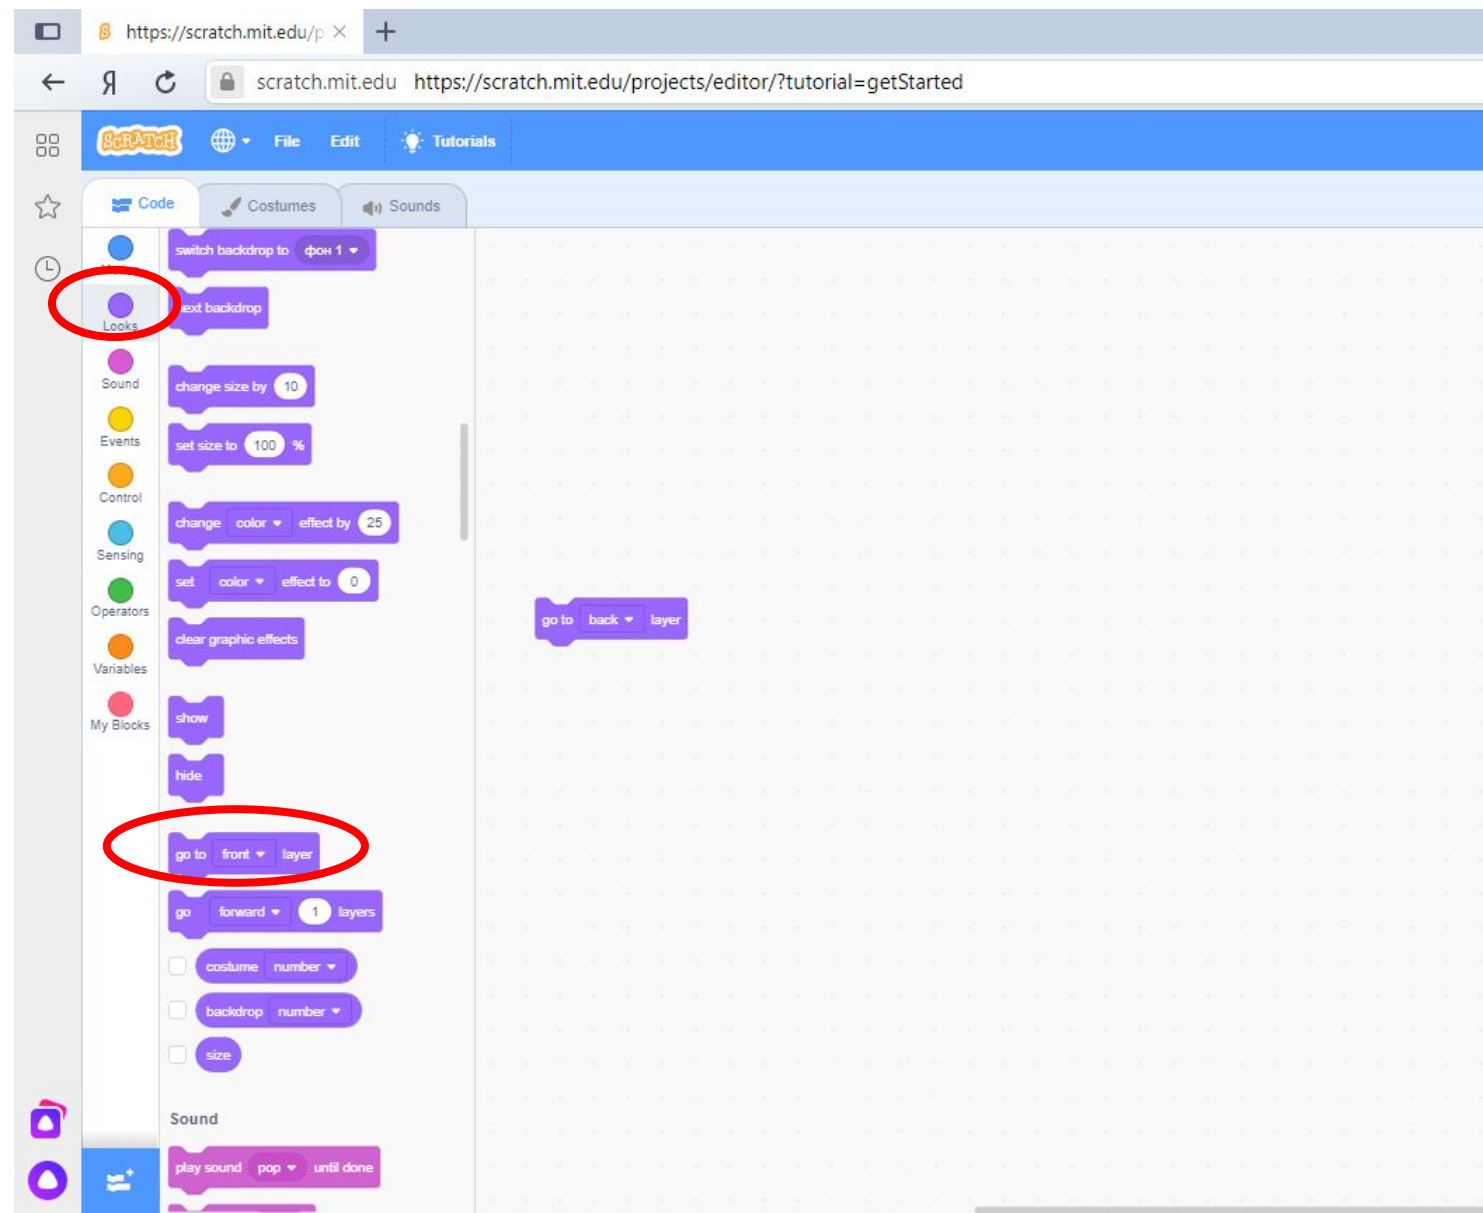 https://scratch.mit.edu/p
Я scratch.mit.edu https://scratch.mit.edu/projects/editor/?tutorial=getStarted
SCRATCH File Edit Tutorials
Code Costumes Sounds
switch backdrop to фон 1
next backdrop
Looks
Sound
change size by 10
Events
set size to 100 %
Control
change color effect by 25
Sensing
set color effect to 0
Operators
go to back layer
clear graphic effects
Variables
My Blocks
show
hide
go to front layer
go forward 1 layers
costume number
backdrop number
size
Sound
play sound pop until done